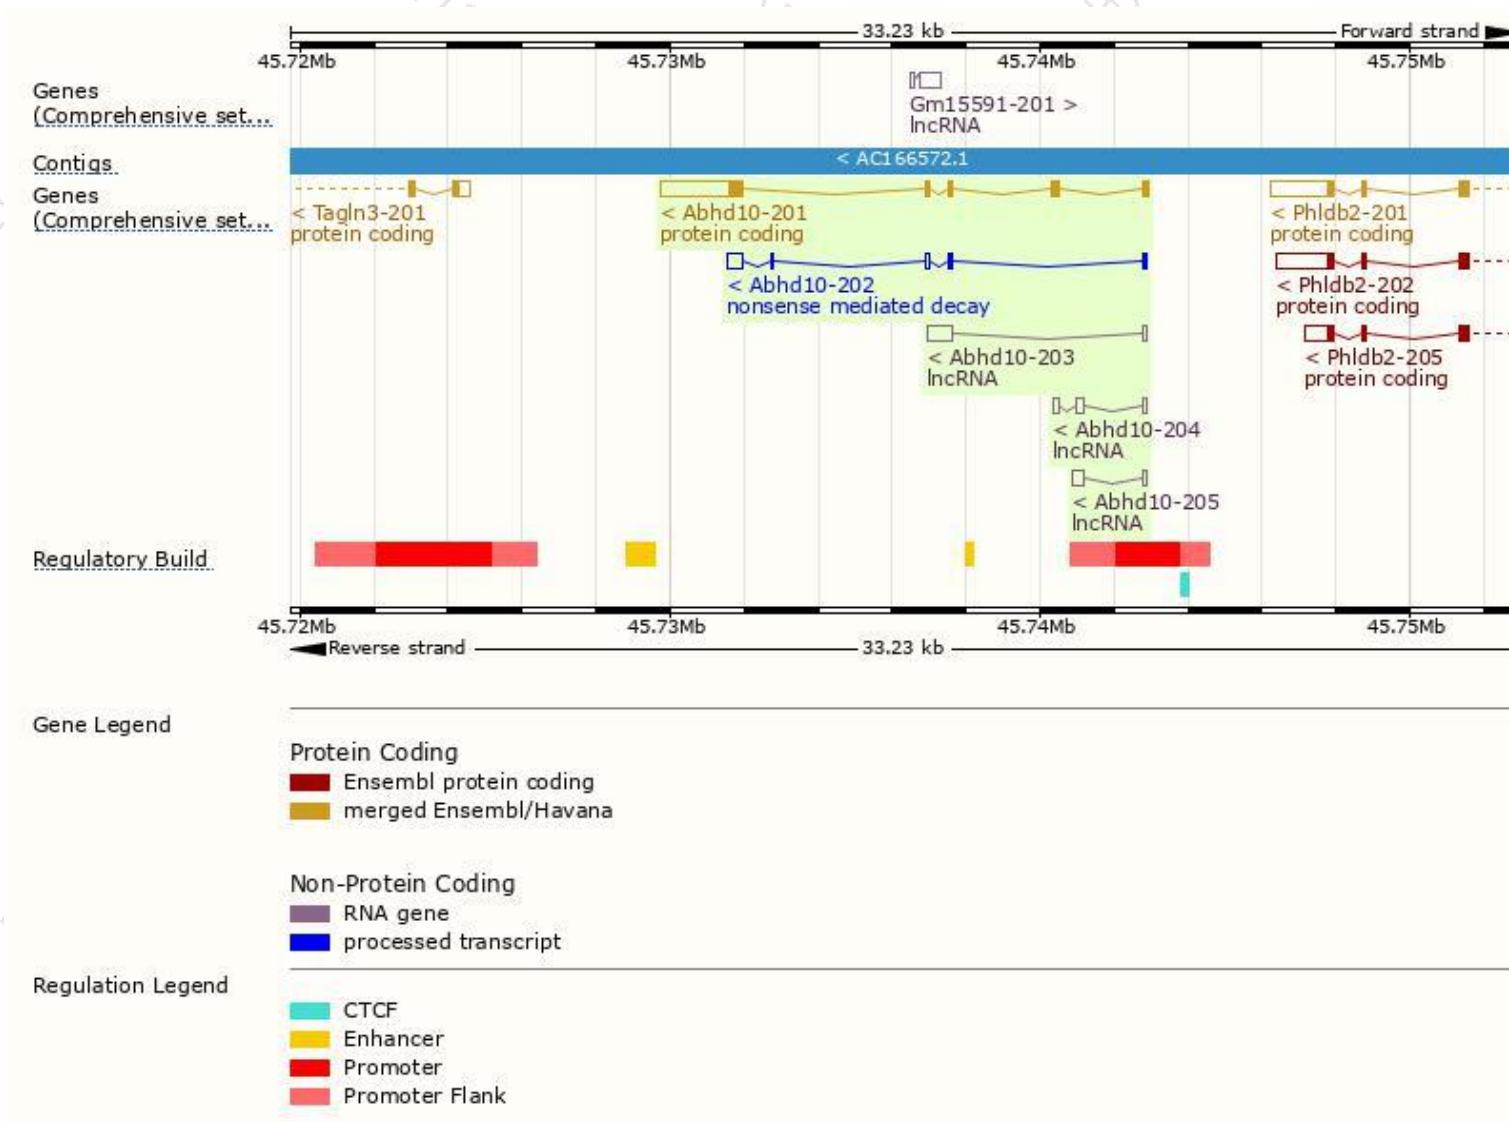 33.23 kb
Forward strand
45.72Mb 45.73Mb 45.74Mb 45.75Mb
Genes
(Comprehensive set...
Gm15591-201 >
lncRNA
Contigs
< AC166572.1
Genes
(Comprehensive set...
< Tagln3-201
protein coding
< Abhd10-201
protein coding
< Phldb2-201
protein coding
< Abhd10-202
nonsense mediated decay
< Phldb2-202
protein coding
< Abhd10-203
lncRNA
< Phldb2-205
protein coding
< Abhd10-204
lncRNA
< Abhd10-205
lncRNA
Regulatory Build
45.72Mb 45.73Mb 45.74Mb 45.75Mb
Reverse strand
33.23 kb
Gene Legend
Protein Coding
Ensembl protein coding
merged Ensembl/Havana
Non-Protein Coding
RNA gene
processed transcript
Regulation Legend
CTCF
Enhancer
Promoter
Promoter Flank